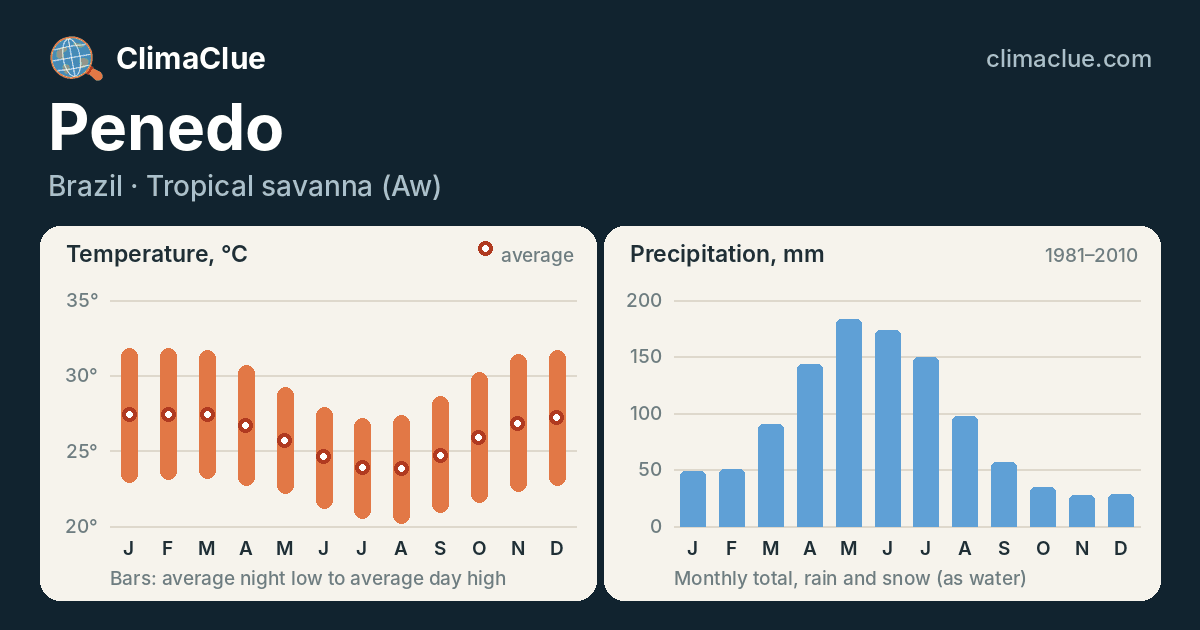 ClimaClue
climaclue.com
Penedo
Brazil · Tropical savanna (Aw)
Temperature, °C
average
35°
30°
25°
20°
J F M A M J J A S O N D
Bars: average night low to average day high
Precipitation, mm
1981–2010
200
150
100
50
0
J F M A M J J A S O N D
Monthly total, rain and snow (as water)